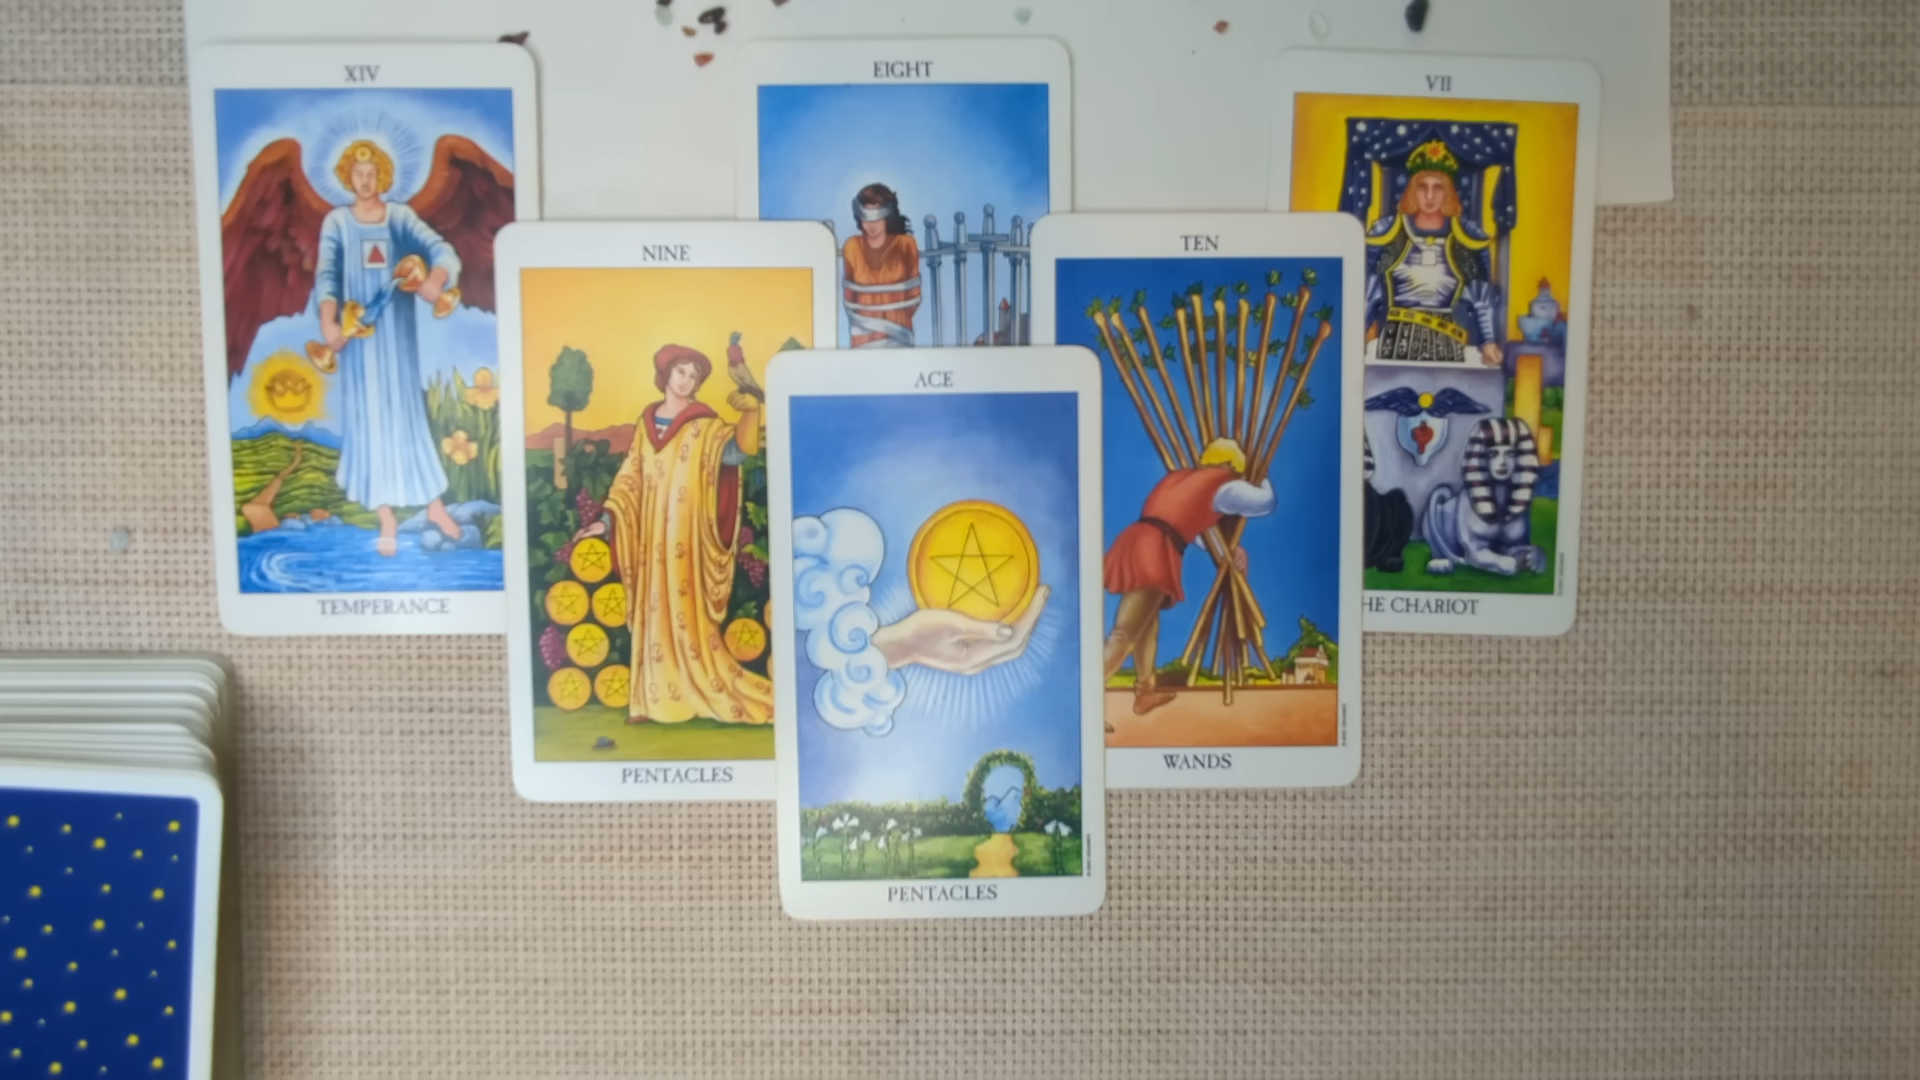 XIV
TEMPERANCE
NINE
PENTACLES
EIGHT
ACE
PENTACLES
TEN
WANDS
VII
HE CHARIOT